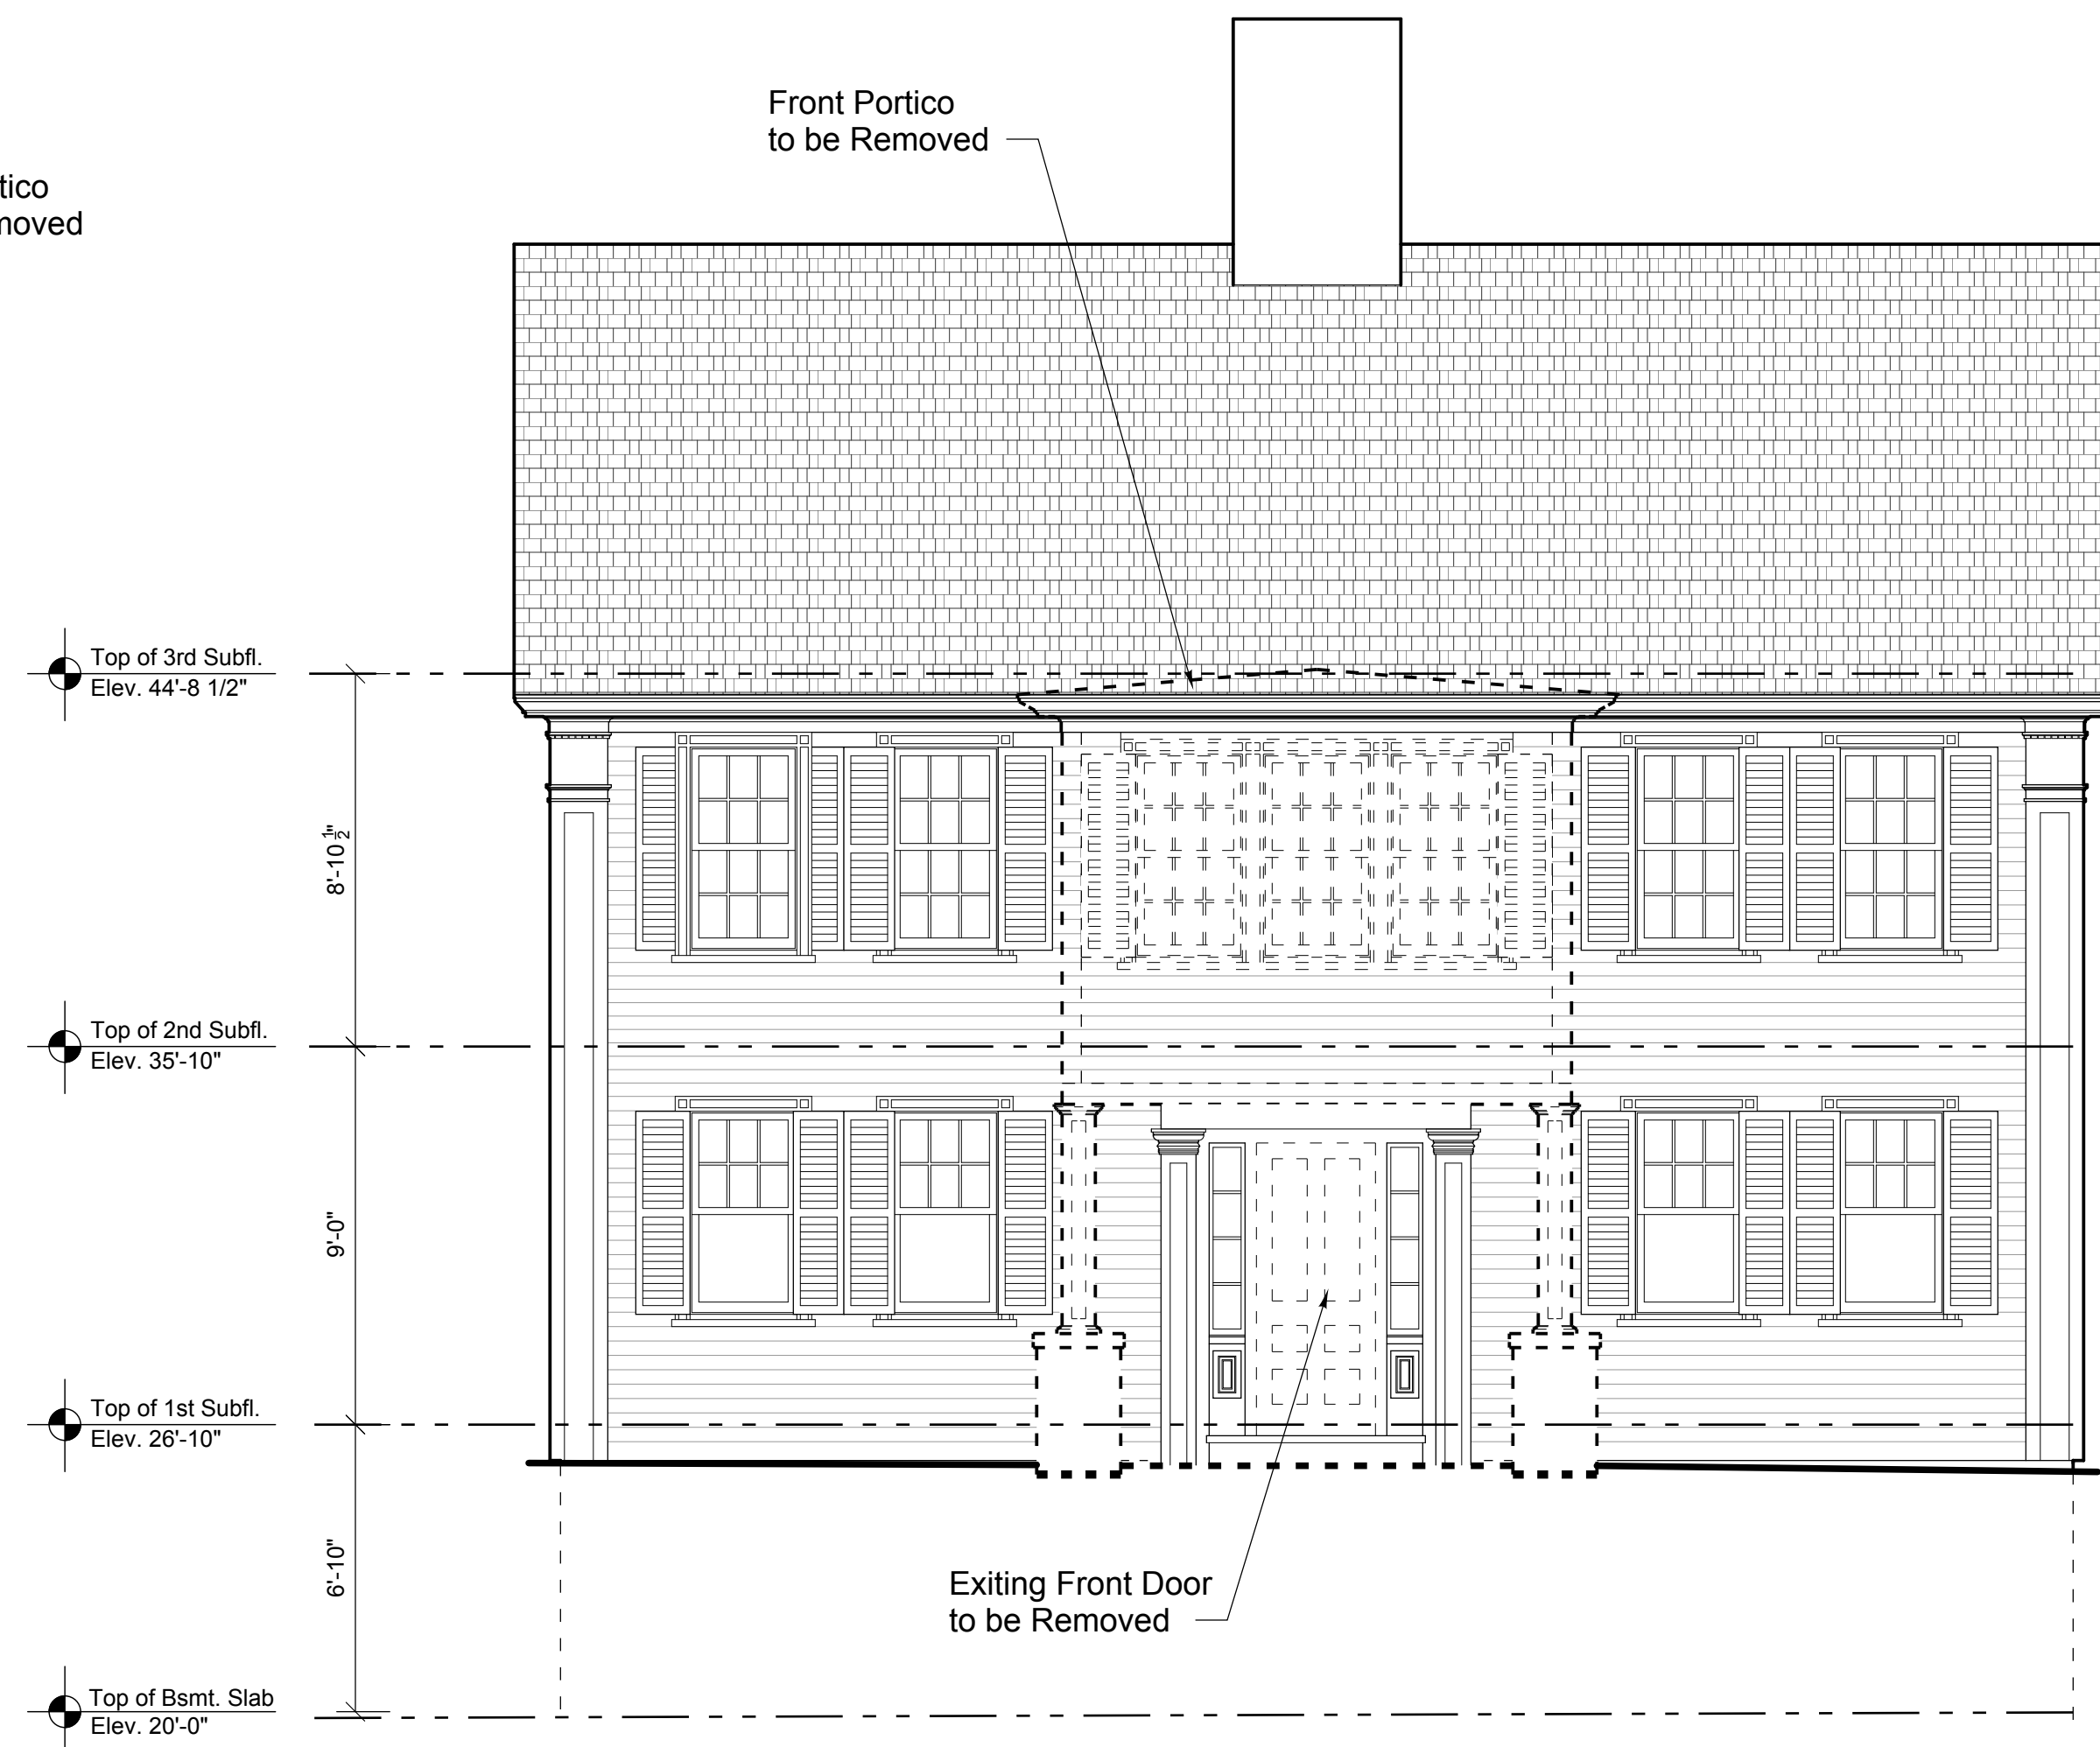 Front Portico
to be Removed
tico
moved
Top of 3rd Subfl.
Elev. 44'-8 1/2"
8'-10 1/2"
Top of 2nd Subfl.
Elev. 35'-10"
9'-0"
Top of 1st Subfl.
Elev. 26'-10"
6'-10"
Exiting Front Door
to be Removed
Top of Bsmt. Slab
Elev. 20'-0"